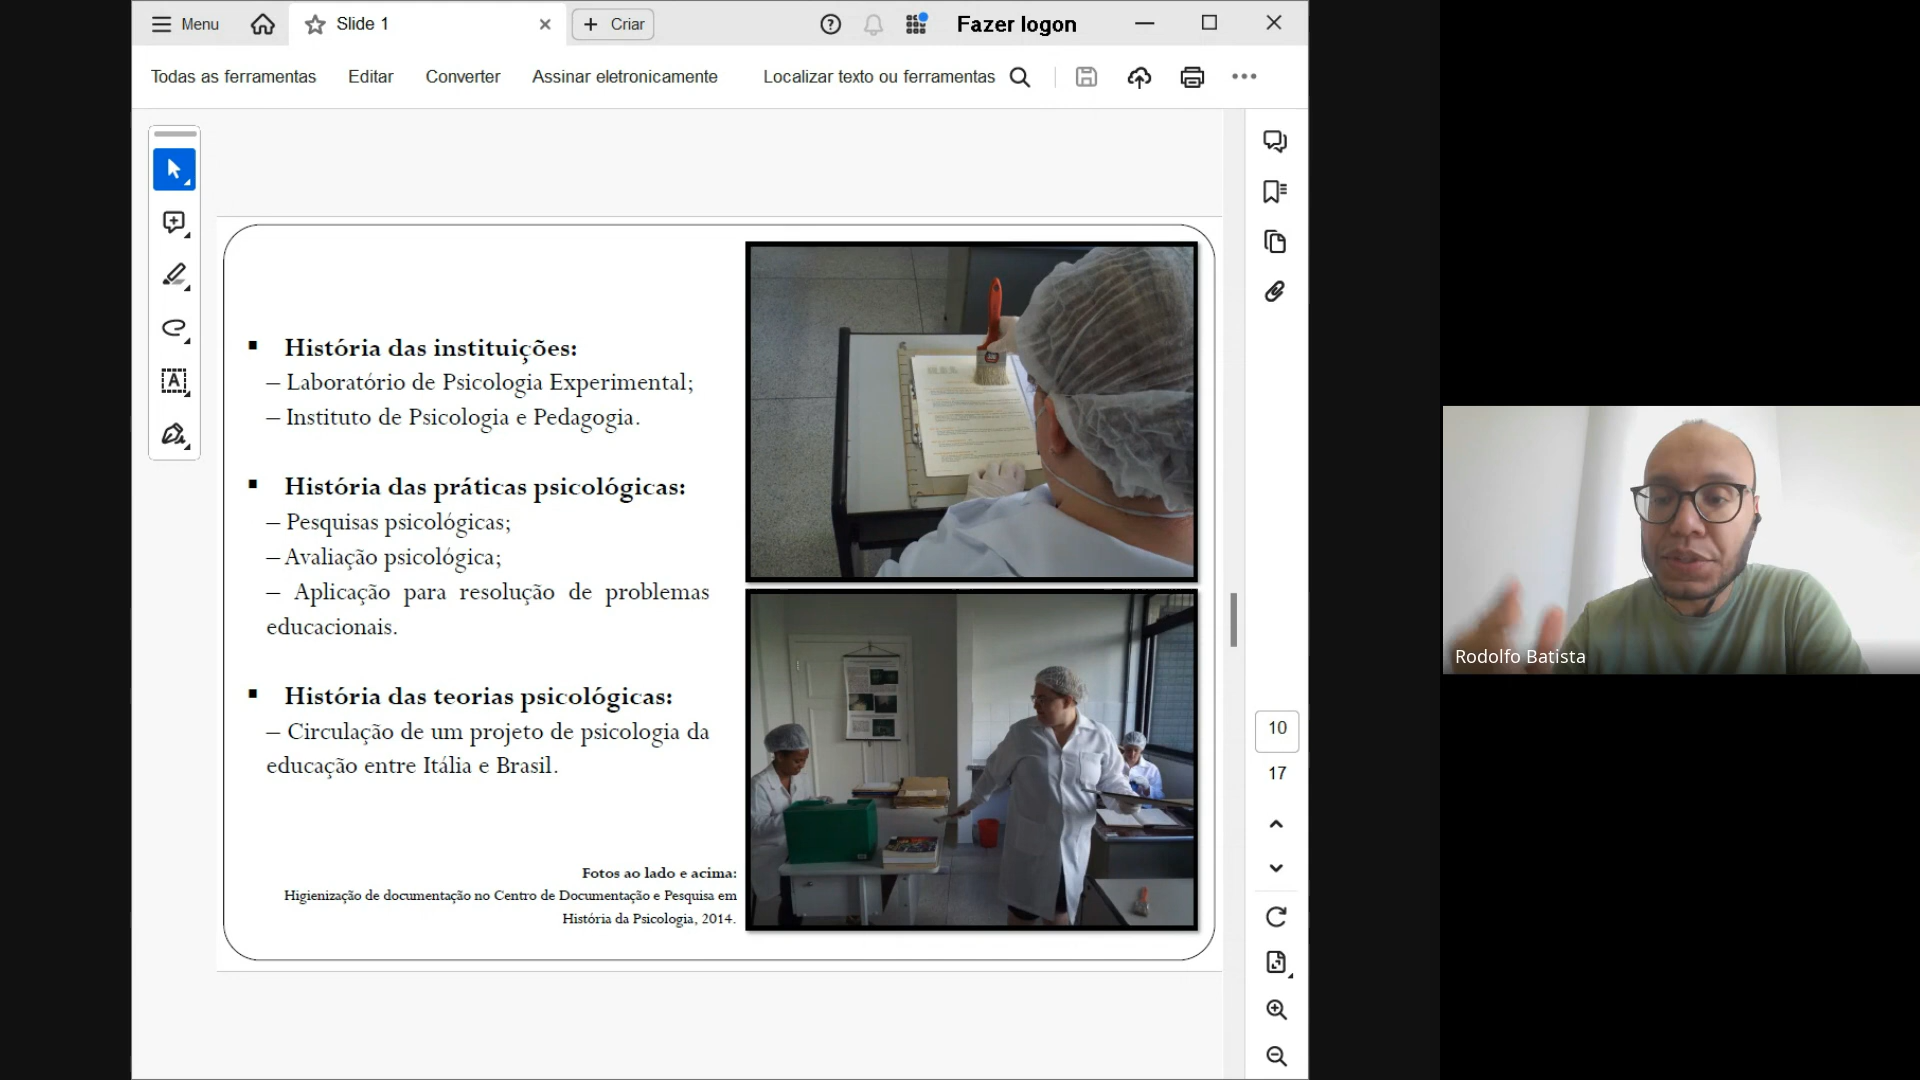 Menu
Slide 1
Criar
Fazer logon
Todas as ferramentas
Editar
Converter
Assinar eletronicamente
Localizar texto ou ferramentas
História das instituições:
– Laboratório de Psicologia Experimental;
– Instituto de Psicologia e Pedagogia.
História das práticas psicológicas:
– Pesquisas psicológicas;
– Avaliação psicológica;
– Aplicação para resolução de problemas
educacionais.
História das teorias psicológicas:
– Circulação de um projeto de psicologia da
educação entre Itália e Brasil.
Fotos ao lado e acima:
Higienização de documentação no Centro de Documentação e Pesquisa em
História da Psicologia, 2014.
10
17
Rodolfo Batista